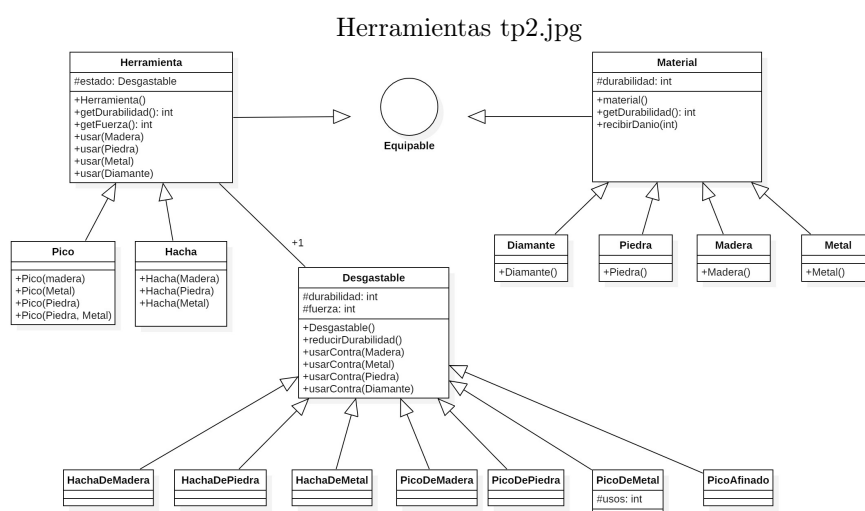 Herramientas tp2.jpg
Herramienta
#estado: Desgastable
+Herramienta()
+getDurabilidad(): int
+getFuerza(): int
+usar(Madera)
+usar(Piedra)
+usar(Metal)
+usar(Diamante)
Equipable
Material
#durabilidad: int
+material()
+getDurabilidad(): int
+recibirDanio(int)
Pico
+Pico(madera)
+Pico(Metal)
+Pico(Piedra)
+Pico(Piedra, Metal)
Hacha
+Hacha(Madera)
+Hacha(Piedra)
+Hacha(Metal)
+1
Diamante
+Diamante()
Piedra
+Piedra()
Madera
+Madera()
Metal
+Metal()
Desgastable
#durabilidad: int
#fuerza: int
+Desgastable()
+reducirDurabilidad()
+usarContra(Madera)
+usarContra(Metal)
+usarContra(Piedra)
+usarContra(Diamante)
HachaDeMadera
HachaDePiedra
HachaDeMetal
PicoDeMadera
PicoDePiedra
PicoDeMetal
#usos: int
PicoAfinado